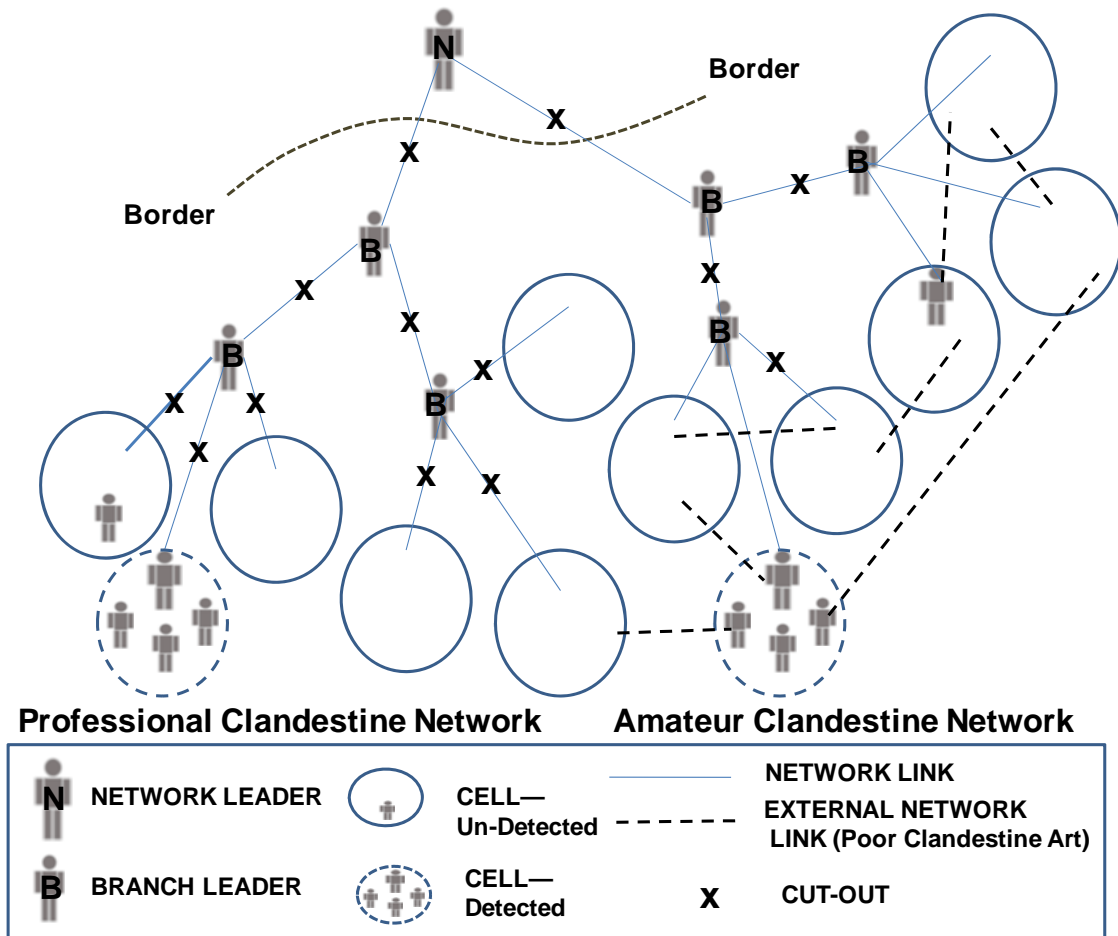 N
Border
x
B
x
B
Border
x
B
x
x
x
B
B
x
x
x
B
x
x
x
x
x
x
Professional Clandestine Network
Amateur Clandestine Network
N
NETWORK LEADER
B
BRANCH LEADER
CELL—
Un-Detected
CELL—
Detected
NETWORK LINK
EXTERNAL NETWORK
LINK (Poor Clandestine Art)
x
CUT-OUT